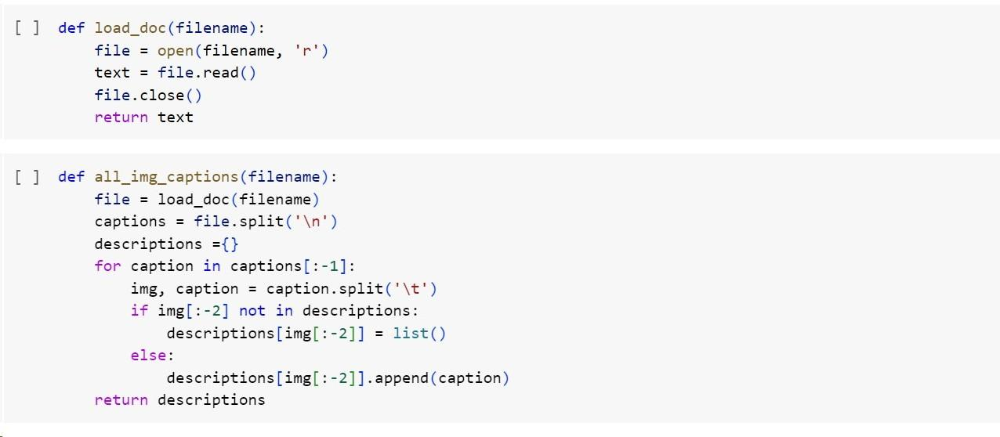 [ ] def load_doc(filename):
        file = open(filename, 'r')
        text = file.read()
        file.close()
        return text
[ ] def all_img_captions(filename):
        file = load_doc(filename)
        captions = file.split('\n')
        descriptions ={}
        for caption in captions[:-1]:
            img, caption = caption.split('\t')
            if img[:-2] not in descriptions:
                descriptions[img[:-2]] = list()
            else:
                descriptions[img[:-2]].append(caption)
        return descriptions